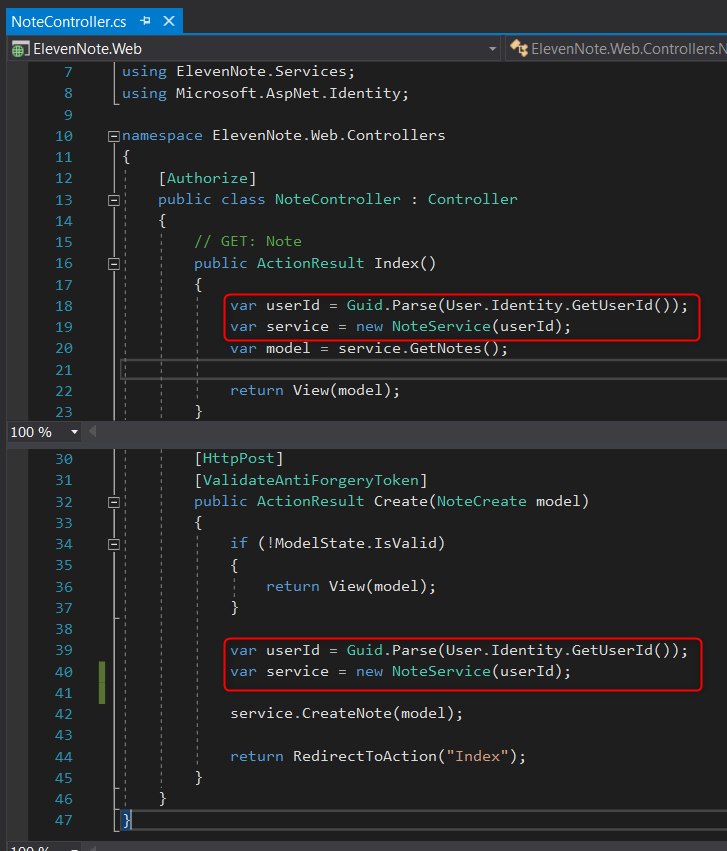 NoteController.cs
ElevenNote.Web ElevenNote.Web.Controllers.N
7 using ElevenNote.Services;
8 using Microsoft.AspNet.Identity;
9
10 namespace ElevenNote.Web.Controllers
11 {
12 [Authorize]
13 public class NoteController : Controller
14 {
15 // GET: Note
16 public ActionResult Index()
17 {
18 var userId = Guid.Parse(User.Identity.GetUserId());
19 var service = new NoteService(userId);
20 var model = service.GetNotes();
21
22 return View(model);
23 }
100 %
30 [HttpPost]
31 [ValidateAntiForgeryToken]
32 public ActionResult Create(NoteCreate model)
33 {
34 if (!ModelState.IsValid)
35 {
36 return View(model);
37 }
38
39 var userId = Guid.Parse(User.Identity.GetUserId());
40 var service = new NoteService(userId);
41
42 service.CreateNote(model);
43
44 return RedirectToAction("Index");
45 }
46 }
47 }
100 %